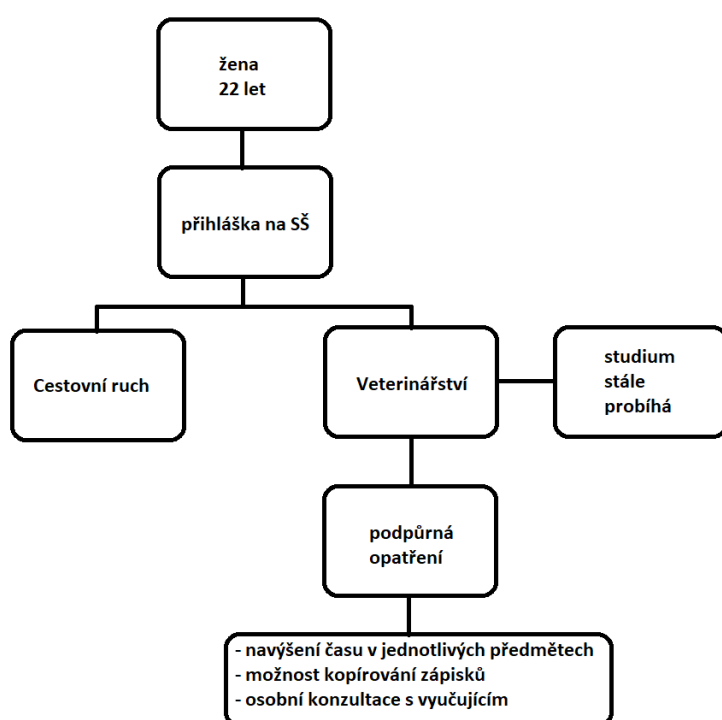 žena
22 let
přihláška na SŠ
Cestovní ruch
Veterinářství
studium
stále
probíhá
podpůrná
opatření
- navýšení času v jednotlivých předmětech
- možnost kopírování zápisků
- osobní konzultace s vyučujícím